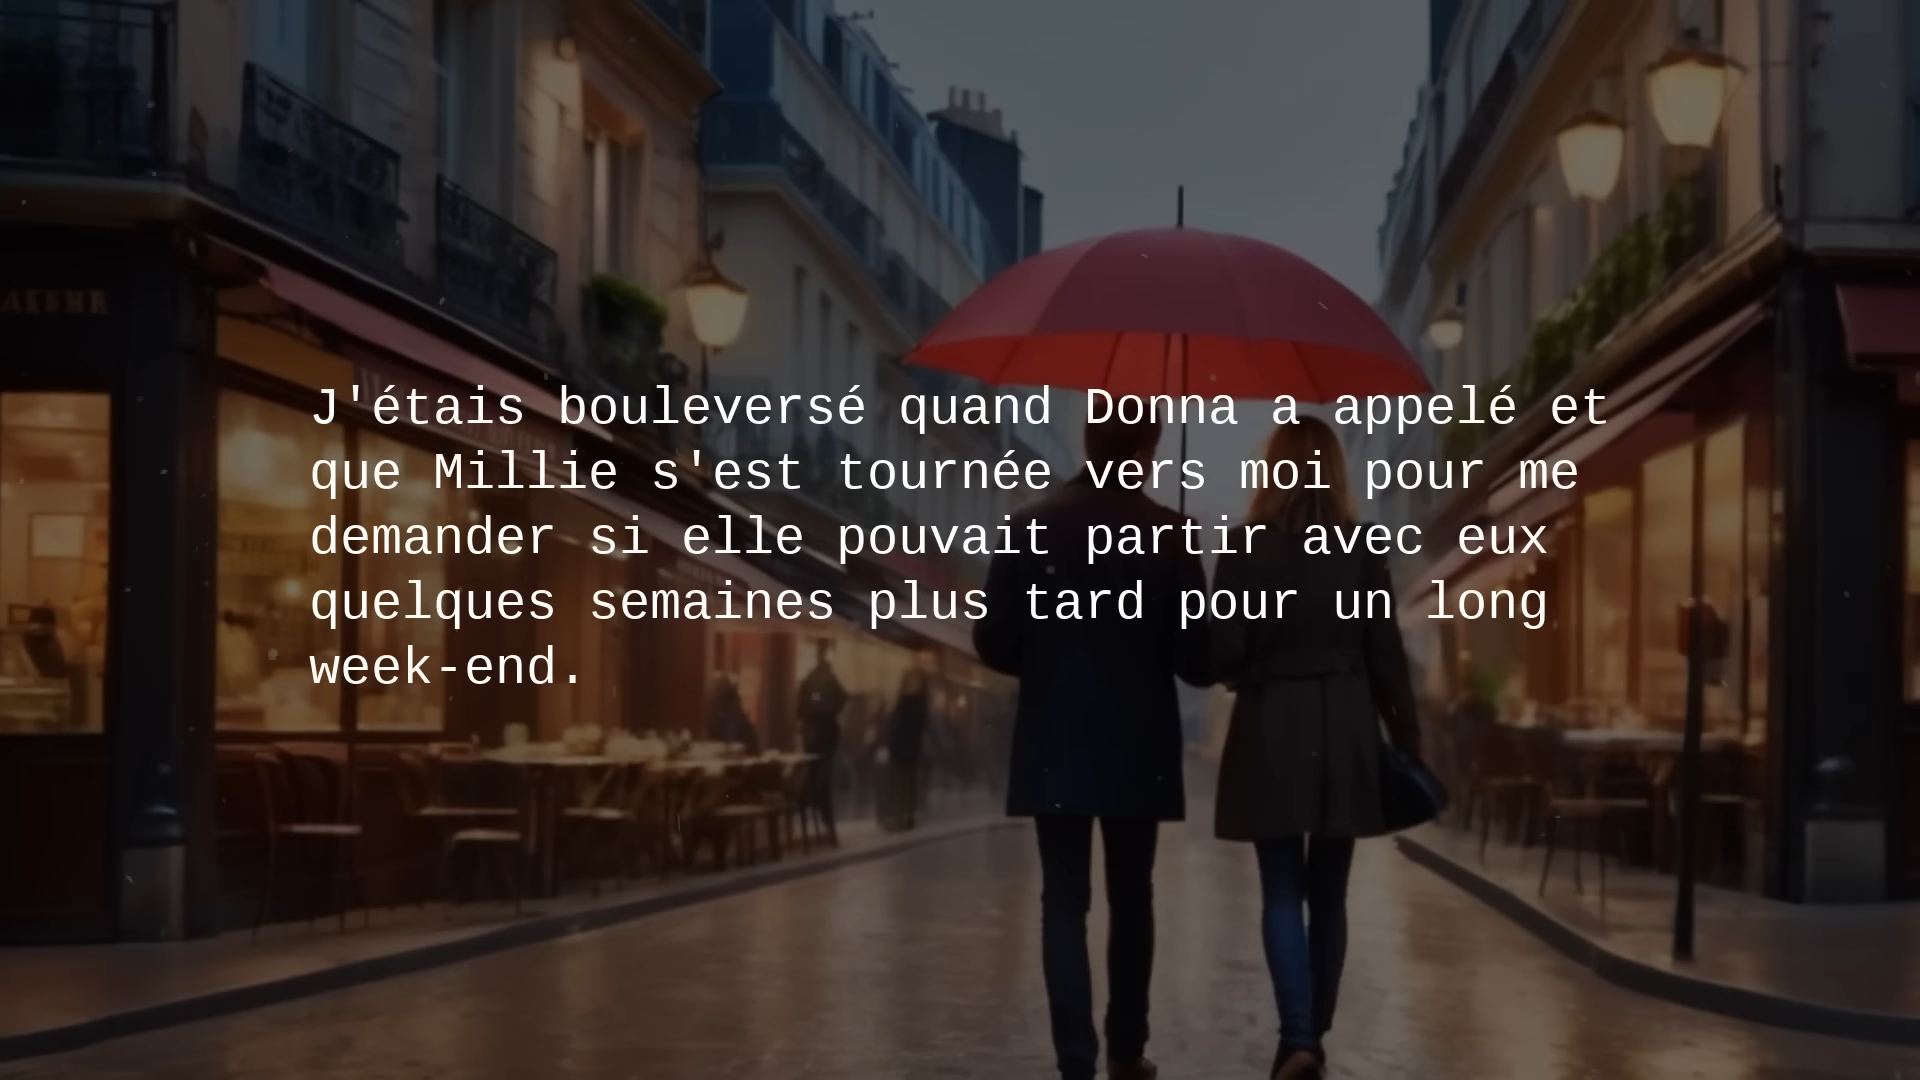 J'étais bouleversé quand Donna a appelé et
que Millie s'est tournée vers moi pour me
demander si elle pouvait partir avec eux
quelques semaines plus tard pour un long
week-end.